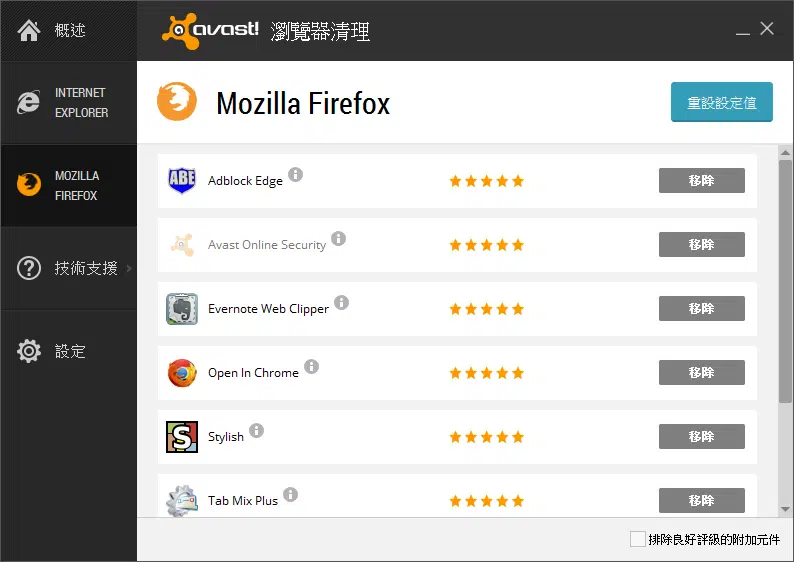 概述
avast! 瀏覽器清理
INTERNET
EXPLORER
MOZILLA
FIREFOX
技術支援
設定
Mozilla Firefox
重設設定值
ABE Adblock Edge 移除
Avast Online Security 移除
Evernote Web Clipper 移除
Open In Chrome 移除
S Stylish 移除
Tab Mix Plus 移除
排除良好評級的附加元件